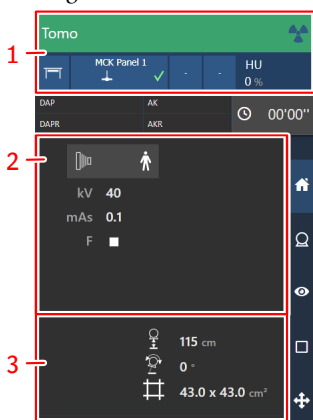 Tomo
1
MCK Panel 1
- -
HU
0 %
DAP AK
DAPR AKR
00'00''
2
kV 40
mAs 0.1
F
3
115 cm
0 °
43.0 x 43.0 cm²